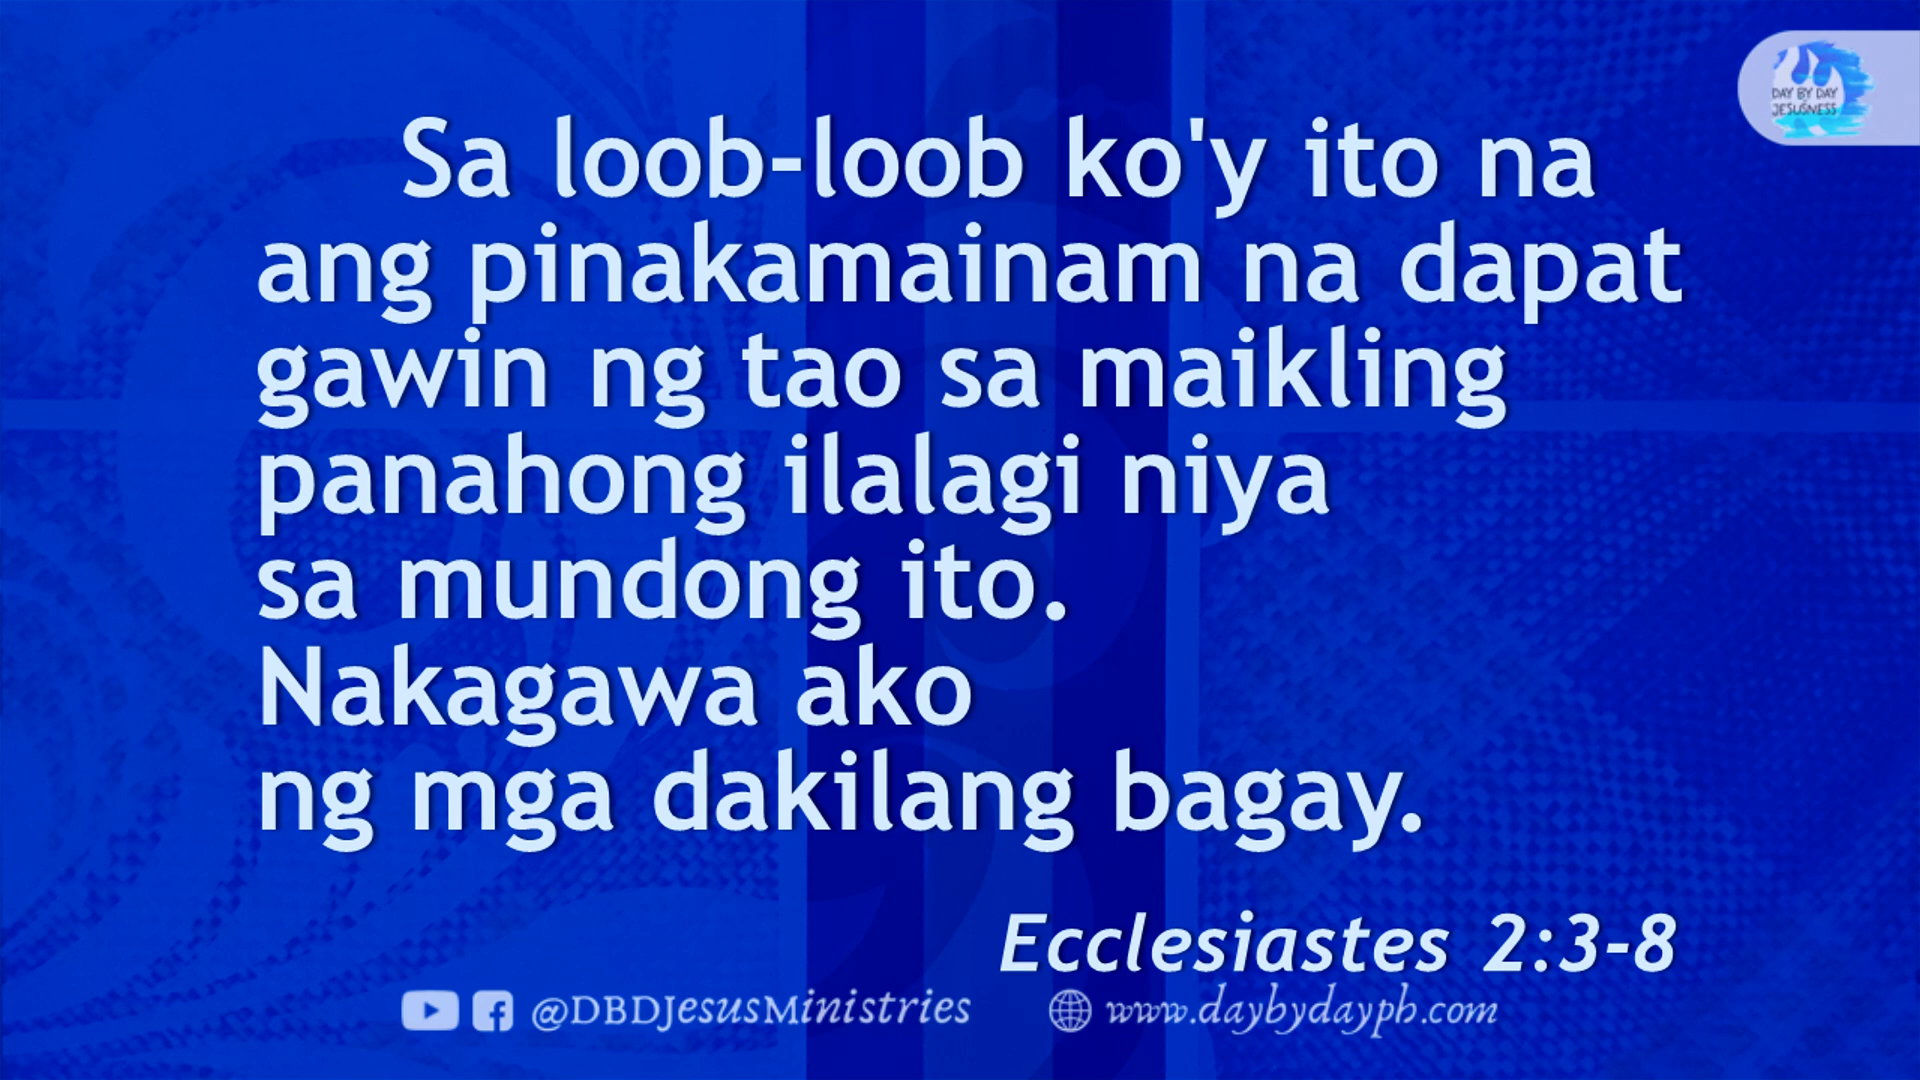 DAY BY DAY
JESUSNESS
Sa loob-loob ko'y ito na
ang pinakamainam na dapat
gawin ng tao sa maikling
panahong ilalagi niya
sa mundong ito.
Nakagawa ako
ng mga dakilang bagay.
Ecclesiastes 2:3-8
@DBDJesusMinistries www.daybydayph.com